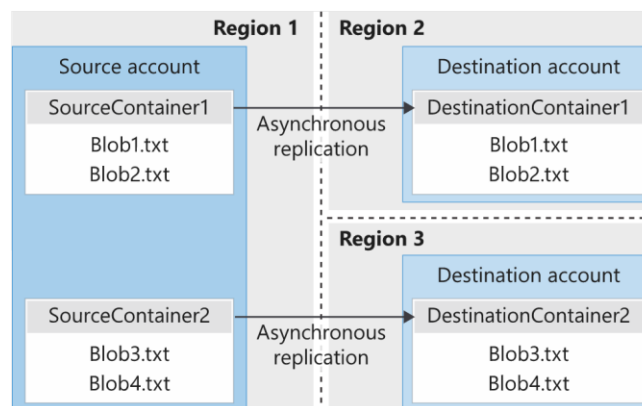 Region 1
Source account
SourceContainer1
Blob1.txt
Blob2.txt
SourceContainer2
Blob3.txt
Blob4.txt
Asynchronous
replication
Asynchronous
replication
Region 2
Destination account
DestinationContainer1
Blob1.txt
Blob2.txt
Region 3
Destination account
DestinationContainer2
Blob3.txt
Blob4.txt